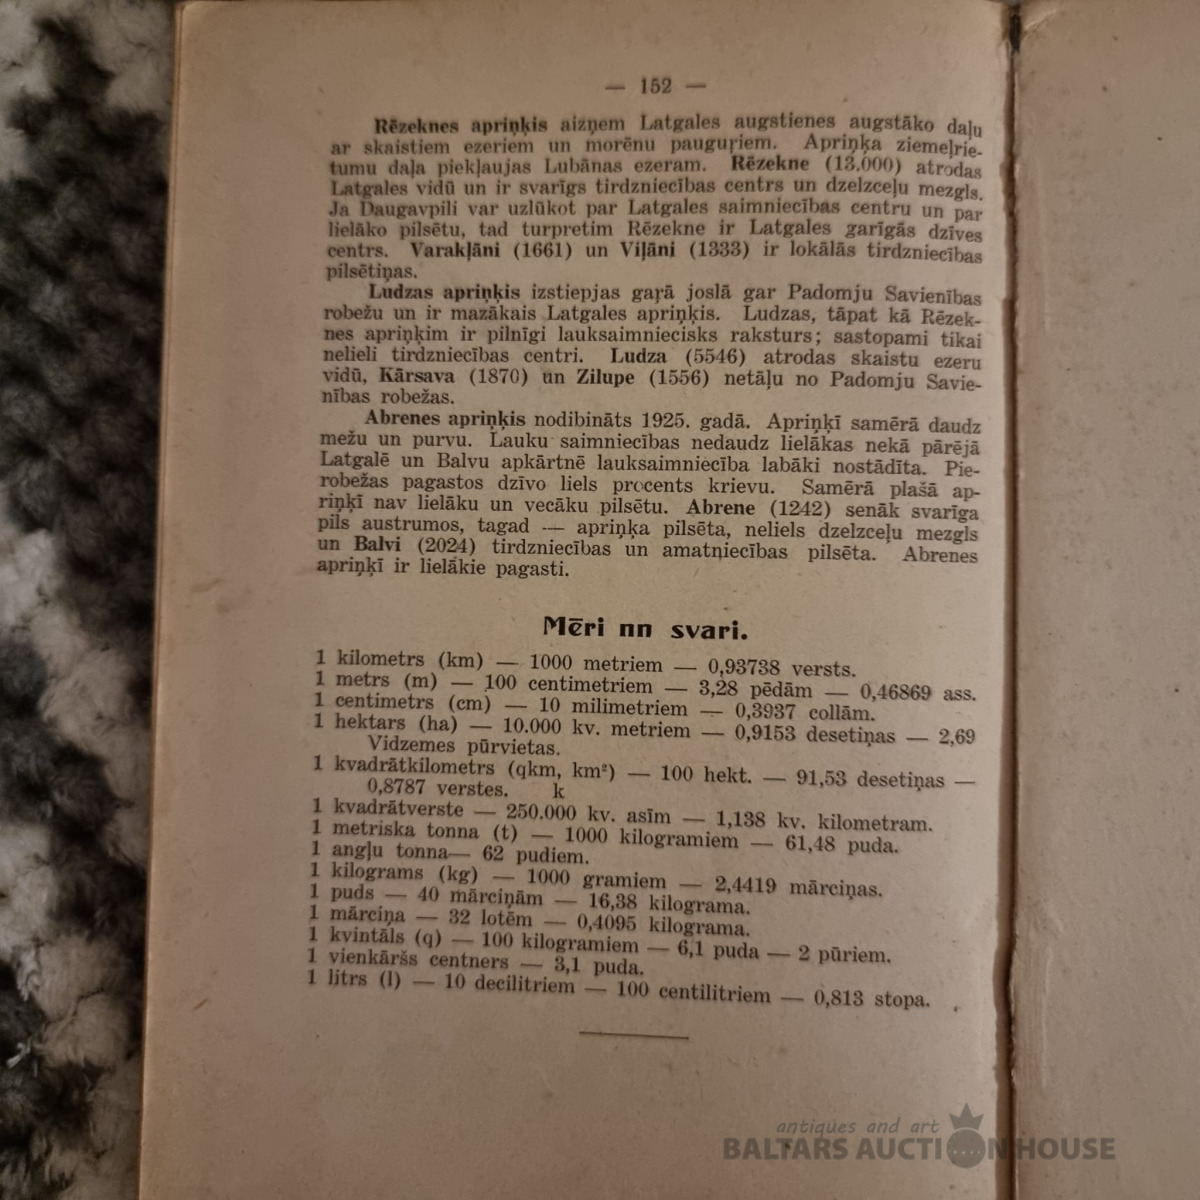 — 152 —
Rēzeknes apriņķis aizņem Latgales augstienes augstāko daļu
ar skaistiem ezeriem un morēnu pauguŗiem. Apriņķa ziemeļrie-
tumu daļa piekļaujas Lubānas ezeram. Rēzekne (13.000) atrodas
Latgales vidū un ir svarīgs tirdzniecības centrs un dzelzceļu mezgls.
Ja Daugavpili var uzlūkot par Latgales saimniecības centru un par
lielāko pilsētu, tad turpretim Rēzekne ir Latgales garīgās dzīves
centrs. Varakļāni (1661) un Viļāni (1333) ir lokālās tirdzniecības
pilsētiņas.
Ludzas apriņķis izstiepjas gaŗā joslā gar Padomju Savienības
robežu un ir mazākais Latgales apriņķis. Ludzas, tāpat kā Rēzek-
nes apriņķim ir pilnīgi lauksaimniecisks raksturs; sastopami tikai
nelieli tirdzniecības centri. Ludza (5546) atrodas skaistu ezeru
vidū, Kārsava (1870) un Zilupe (1556) netāļu no Padomju Savie-
nības robežas.
Abrenes apriņķis nodibināts 1925. gadā. Apriņķī samērā daudz
mežu un purvu. Lauku saimniecības nedaudz lielākas nekā pārējā
Latgalē un Balvu apkārtnē lauksaimniecība labāki nostādīta. Pie-
robežas pagastos dzīvo liels procents krievu. Samērā plašā ap-
riņķī nav lielāku un vecāku pilsētu. Abrene (1242) senāk svarīga
pils austrumos, tagad — apriņķa pilsēta, neliels dzelzceļu mezgls
un Balvi (2024) tirdzniecības un amatniecības pilsēta. Abrenes
apriņķī ir lielākie pagasti.
Mēri nn svari.
1 kilometrs (km) — 1000 metriem — 0,93738 versts.
1 metrs (m) — 100 centimetriem — 3,28 pēdām — 0,46869 ass.
1 centimetrs (cm) — 10 milimetriem — 0,3937 collām.
1 hektars (ha) — 10.000 kv. metriem — 0,9153 desetiņas — 2,69
Vidzemes pūrvietas.
1 kvadrātkilometrs (qkm, km²) — 100 hekt. — 91,53 desetiņas —
0,8787 verstes. k
1 kvadrātverste — 250.000 kv. asīm — 1,138 kv. kilometram.
1 metriska tonna (t) — 1000 kilogramiem — 61,48 puda.
1 angļu tonna— 62 pudiem.
1 kilograms (kg) — 1000 gramiem — 2,4419 mārciņas.
1 puds — 40 mārciņām — 16,38 kilograma.
1 mārciņa — 32 lotēm — 0,4095 kilograma.
1 kvintāls (q) — 100 kilogramiem — 6,1 puda — 2 pūriem.
1 vienkāršs centners — 3,1 puda.
1 litrs (l) — 10 decilitriem — 100 centilitriem — 0,813 stopa.
antiques and art
BALTARS AUCTION HOUSE